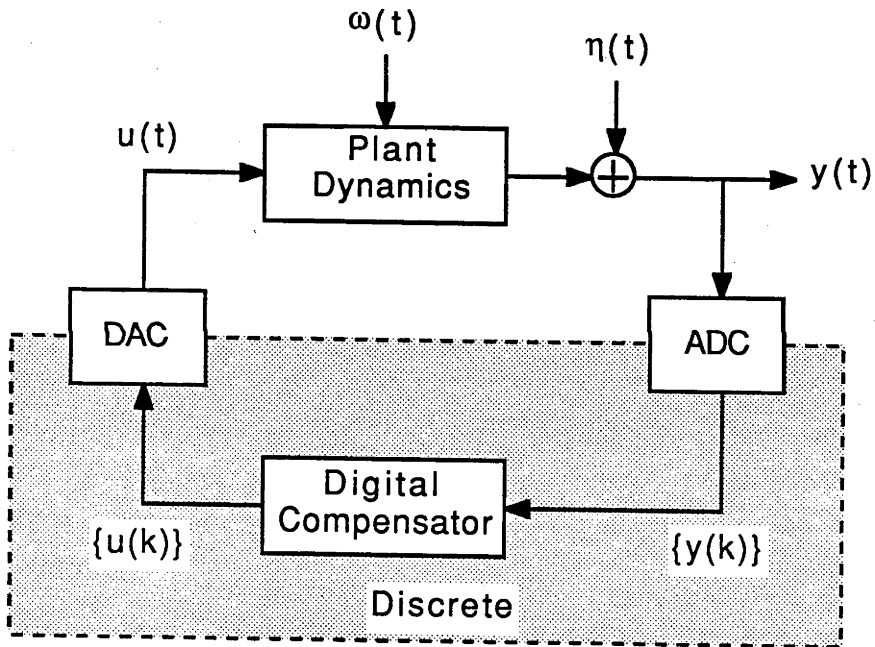 ω(t)
η(t)
u(t)
Plant
Dynamics
y(t)
DAC
ADC
Digital
Compensator
{u(k)}
{y(k)}
Discrete